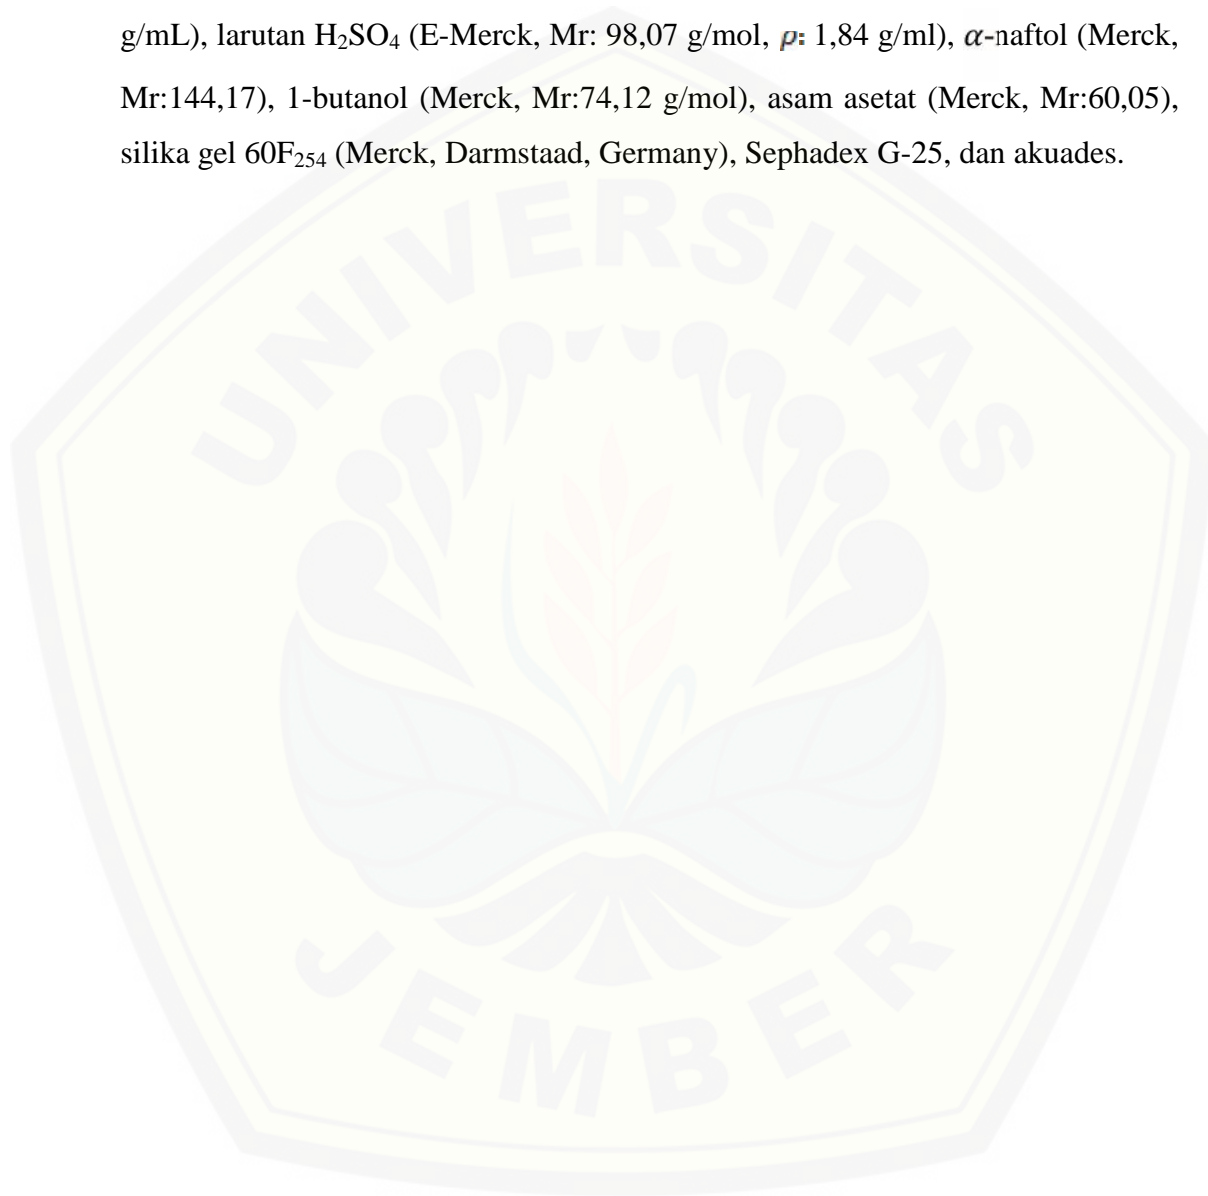 g/mL), larutan H₂SO₄ (E-Merck, Mr: 98,07 g/mol, ρ: 1,84 g/ml), α-naftol (Merck,
Mr:144,17), 1-butanol (Merck, Mr:74,12 g/mol), asam asetat (Merck, Mr:60,05),
silika gel 60F₂₅₄ (Merck, Darmstaad, Germany), Sephadex G-25, dan akuades.
UNIVERSITAS
JEMBER